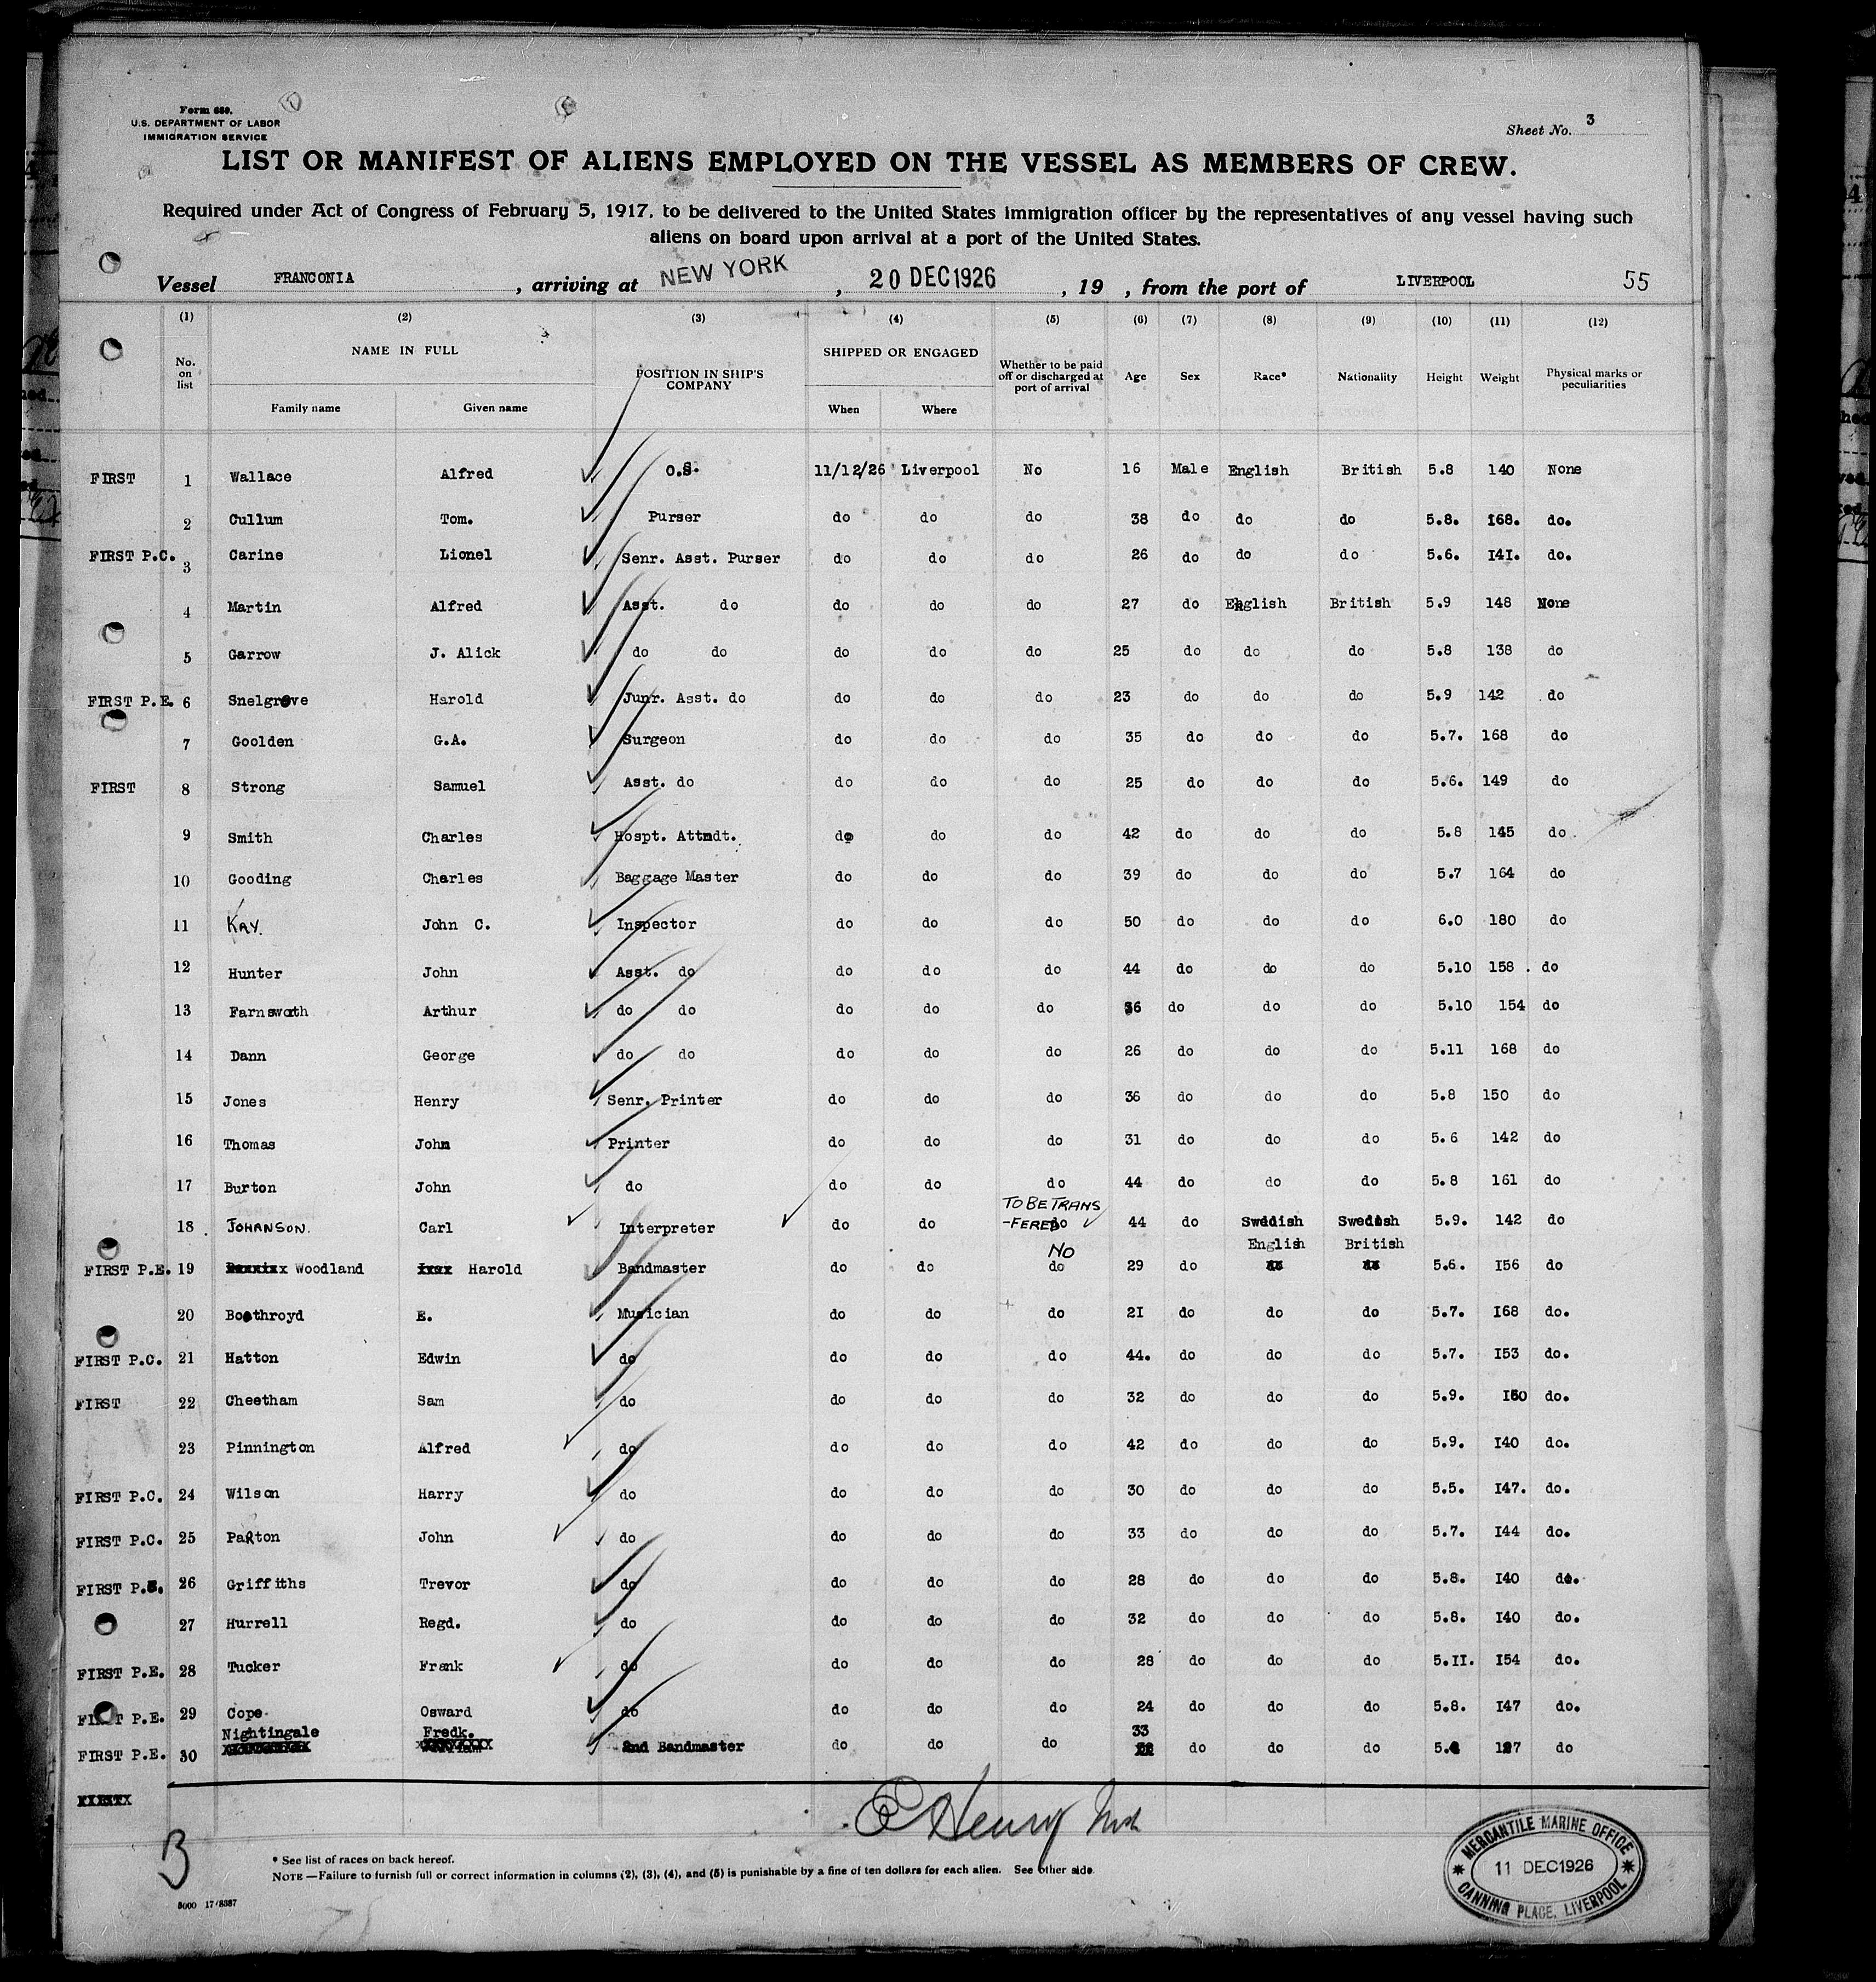 Form 689.
U.S. DEPARTMENT OF LABOR
IMMIGRATION SERVICE
Sheet No. 3
LIST OR MANIFEST OF ALIENS EMPLOYED ON THE VESSEL AS MEMBERS OF CREW.
Required under Act of Congress of February 5, 1917, to be delivered to the United States immigration officer by the representatives of any vessel having such
aliens on board upon arrival at a port of the United States.
Vessel FRANCONIA, arriving at NEW YORK, 20 DEC 1926, 19 , from the port of LIVERPOOL 55
(1) (2) (3) (4) (5) (6) (7) (8) (9) (10) (11) (12)
No. on list NAME IN FULL Family name Given name POSITION IN SHIP'S COMPANY SHIPPED OR ENGAGED When Where Whether to be paid off or discharged at port of arrival Age Sex Race* Nationality Height Weight Physical marks or peculiarities
FIRST 1 Wallace Alfred O.S. 11/12/26 Liverpool No 16 Male English British 5.8 140 None
2 Cullum Tom. Purser do do do 38 do do do 5.8. 168. do.
FIRST P.C. 3 Carine Lionel Senr. Asst. Purser do do do 26 do do do 5.6. 141. do.
4 Martin Alfred Asst. do do do do 27 do English British 5.9 148 None
5 Garrow J. Alick do do do do do 25 do do do 5.8 138 do
FIRST P.E. 6 Snelgrove Harold Junr. Asst. do do do do 23 do do do 5.9 142 do
7 Goolden G.A. Surgeon do do do 35 do do do 5.7. 168 do
FIRST 8 Strong Samuel Asst. do do do do 25 do do do 5.6. 149 do
9 Smith Charles Hospt. Attndt. do do do 42 do do do 5.8 145 do.
10 Gooding Charles Baggage Master do do do 39 do do do 5.7 164 do
11 KAY. John C. Inspector do do do 50 do do do 6.0 180 do
12 Hunter John Asst. do do do do 44 do do do 5.10 158. do
13 Farnsworth Arthur do do do do do 36 do do do 5.10 154 do
14 Dann George do do do do do 26 do do do 5.11 168 do
15 Jones Henry Senr. Printer do do do 36 do do do 5.8 150 do
16 Thomas John Printer do do do 31 do do do 5.6 142 do
17 Burton John do do do do 44 do do do 5.8 161 do
TO BE TRANS
18 JOHANSON. Carl Interpreter do do -FERED 44 do Swedish Swedish 5.9. 142 do
No English British
FIRST P.E. 19 Woodland Harold Bandmaster do do do 29 do 5.6. 156 do
20 Boothroyd E. Musician do do do 21 do do do 5.7. 168 do.
FIRST P.C. 21 Hatton Edwin do do do do 44. do do do 5.7. 153 do.
FIRST 22 Cheetham Sam do do do do 32 do do do 5.9. 150 do.
23 Pinnington Alfred do do do do 42 do do do 5.9. 140 do.
FIRST P.C. 24 Wilson Harry do do do do 30 do do do 5.5. 147. do.
FIRST P.C. 25 Parton John do do do do 33 do do do 5.7. 144 do.
FIRST P.E. 26 Griffiths Trevor do do do do 28 do do do 5.8. 140 do.
27 Hurrell Regd. do do do do 32 do do do 5.8. 140 do.
FIRST P.E. 28 Tucker Frank do do do do 28 do do do 5.11. 154 do.
FIRST P.E. 29 Cope Osward do do do do 24 do do do 5.8. 147 do.
Nightingale Fredk. 33
FIRST P.E. 30 2nd Bandmaster do do do do do do 5. 127 do
Henry
B
* See list of races on back hereof.
NOTE—Failure to furnish full or correct information in columns (2), (3), (4), and (5) is punishable by a fine of ten dollars for each alien. See other side.
5000 17/8387
MERCANTILE MARINE OFFICE
11 DEC 1926
CANNING PLACE, LIVERPOOL